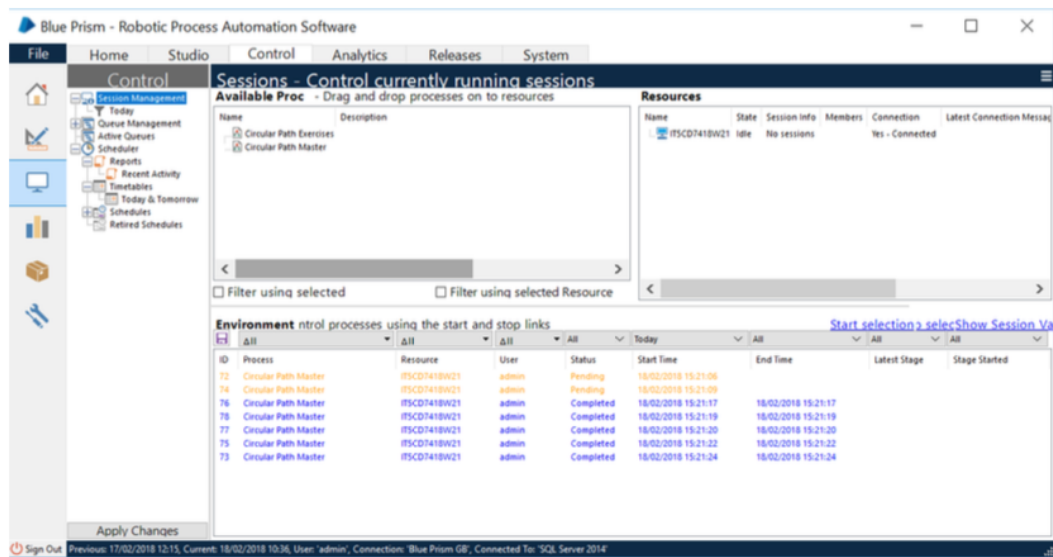 Blue Prism - Robotic Process Automation Software
File Home Studio Control Analytics Releases System
Control
Session Management
Today
Queue Management
Active Queues
Scheduler
Reports
Recent Activity
Timetables
Today & Tomorrow
Schedules
Retired Schedules
Apply Changes
Sessions - Control currently running sessions
Available Proc - Drag and drop processes on to resources
Name Description
Circular Path Exercises
Circular Path Master
Filter using selected Filter using selected Resource
Resources
Name State Session Info Members Connection Latest Connection Messag
ITSCD7418W21 Idle No sessions Yes - Connected
Environment ntrol processes using the start and stop links Start selection selec Show Session Va
All All All All Today All All All
ID Process Resource User Status Start Time End Time Latest Stage Stage Started
72 Circular Path Master ITSCD7418W21 admin Pending 18/02/2018 15:21:06
74 Circular Path Master ITSCD7418W21 admin Pending 18/02/2018 15:21:09
76 Circular Path Master ITSCD7418W21 admin Completed 18/02/2018 15:21:17 18/02/2018 15:21:17
78 Circular Path Master ITSCD7418W21 admin Completed 18/02/2018 15:21:19 18/02/2018 15:21:19
77 Circular Path Master ITSCD7418W21 admin Completed 18/02/2018 15:21:20 18/02/2018 15:21:20
75 Circular Path Master ITSCD7418W21 admin Completed 18/02/2018 15:21:22 18/02/2018 15:21:22
73 Circular Path Master ITSCD7418W21 admin Completed 18/02/2018 15:21:24 18/02/2018 15:21:24
Sign Out Previous: 17/02/2018 12:15, Current: 18/02/2018 10:36, User: 'admin', Connection: 'Blue Prism GB', Connected To: 'SQL Server 2014'